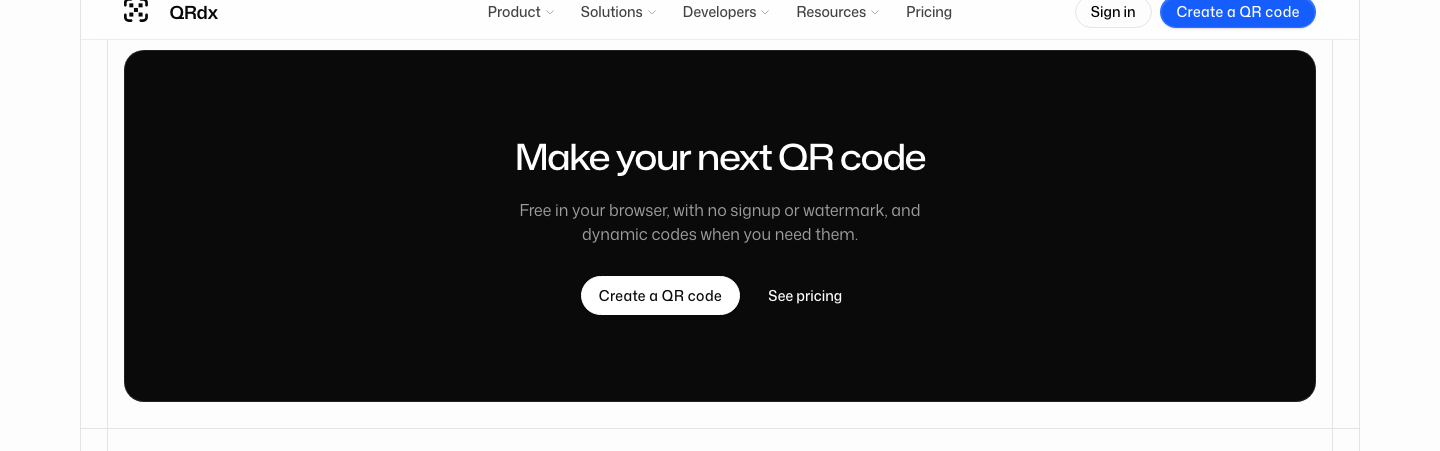 QRdx
Product
Solutions
Developers
Resources
Pricing
Sign in
Create a QR code
Make your next QR code
Free in your browser, with no signup or watermark, and
dynamic codes when you need them.
Create a QR code
See pricing